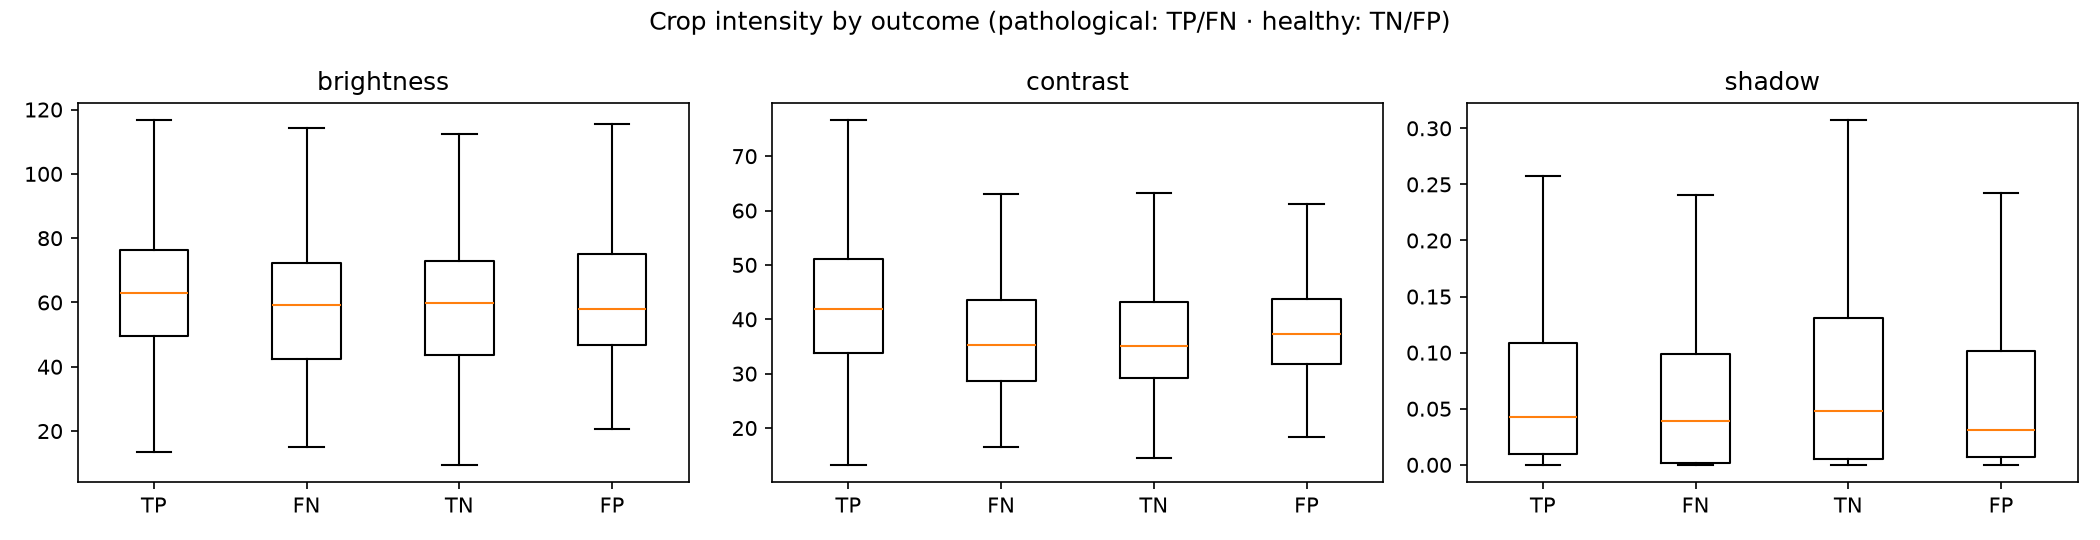 Crop intensity by outcome (pathological: TP/FN · healthy: TN/FP)
brightness
120
100
80
60
40
20
TP FN TN FP
contrast
70
60
50
40
30
20
TP FN TN FP
shadow
0.30
0.25
0.20
0.15
0.10
0.05
0.00
TP FN TN FP